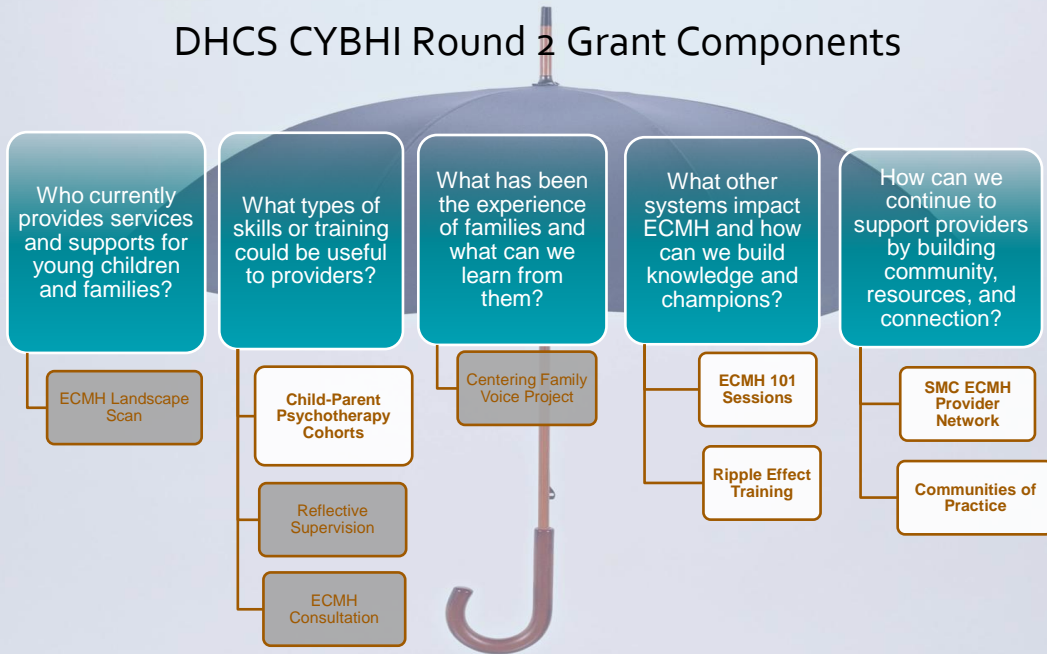 DHCS CYBHI Round 2 Grant Components
Who currently
provides services
and supports for
young children
and families?
ECMH Landscape
Scan
What types of
skills or training
could be useful
to providers?
Child-Parent
Psychotherapy
Cohorts
Reflective
Supervision
ECMH
Consultation
What has been
the experience
of families and
what can we
learn from
them?
Centering Family
Voice Project
What other
systems impact
ECMH and how
can we build
knowledge and
champions?
ECMH 101
Sessions
Ripple Effect
Training
How can we
continue to
support providers
by building
community,
resources, and
connection?
SMC ECMH
Provider
Network
Communities of
Practice